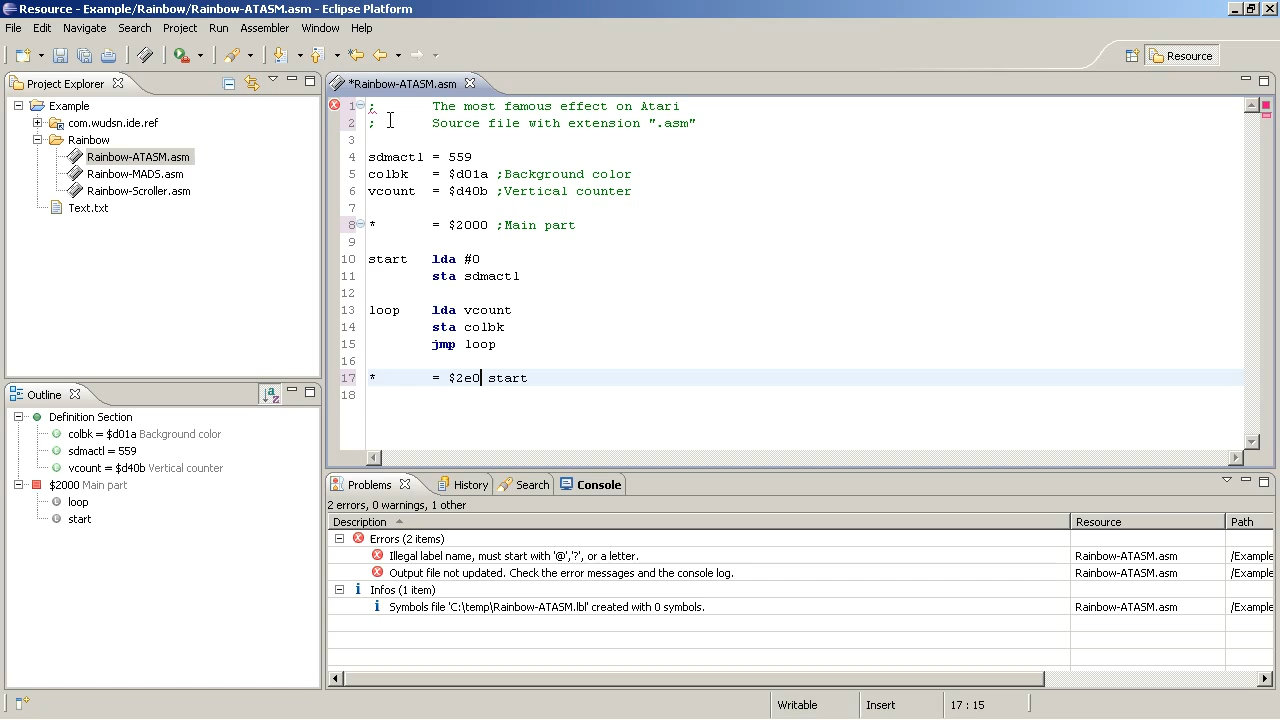 Resource - Example/Rainbow/Rainbow-ATASM.asm - Eclipse Platform
File Edit Navigate Search Project Run Assembler Window Help
Resource
Project Explorer
Example
com.wudsn.ide.ref
Rainbow
Rainbow-ATASM.asm
Rainbow-MADS.asm
Rainbow-Scroller.asm
Text.txt
Outline
Definition Section
colbk = $d01a Background color
sdmactl = 559
vcount = $d40b Vertical counter
$2000 Main part
loop
start
*Rainbow-ATASM.asm
1 ; The most famous effect on Atari
2 ; Source file with extension ".asm"
3
4 sdmactl = 559
5 colbk = $d01a ;Background color
6 vcount = $d40b ;Vertical counter
7
8 * = $2000 ;Main part
9
10 start lda #0
11 sta sdmactl
12
13 loop lda vcount
14 sta colbk
15 jmp loop
16
17 * = $2e0 start
18
Problems History Search Console
2 errors, 0 warnings, 1 other
Description Resource Path
Errors (2 items)
Illegal label name, must start with '@','?', or a letter. Rainbow-ATASM.asm /Example
Output file not updated. Check the error messages and the console log. Rainbow-ATASM.asm /Example
Infos (1 item)
Symbols file 'C:\temp\Rainbow-ATASM.lbl' created with 0 symbols. Rainbow-ATASM.asm /Example
Writable Insert 17 : 15